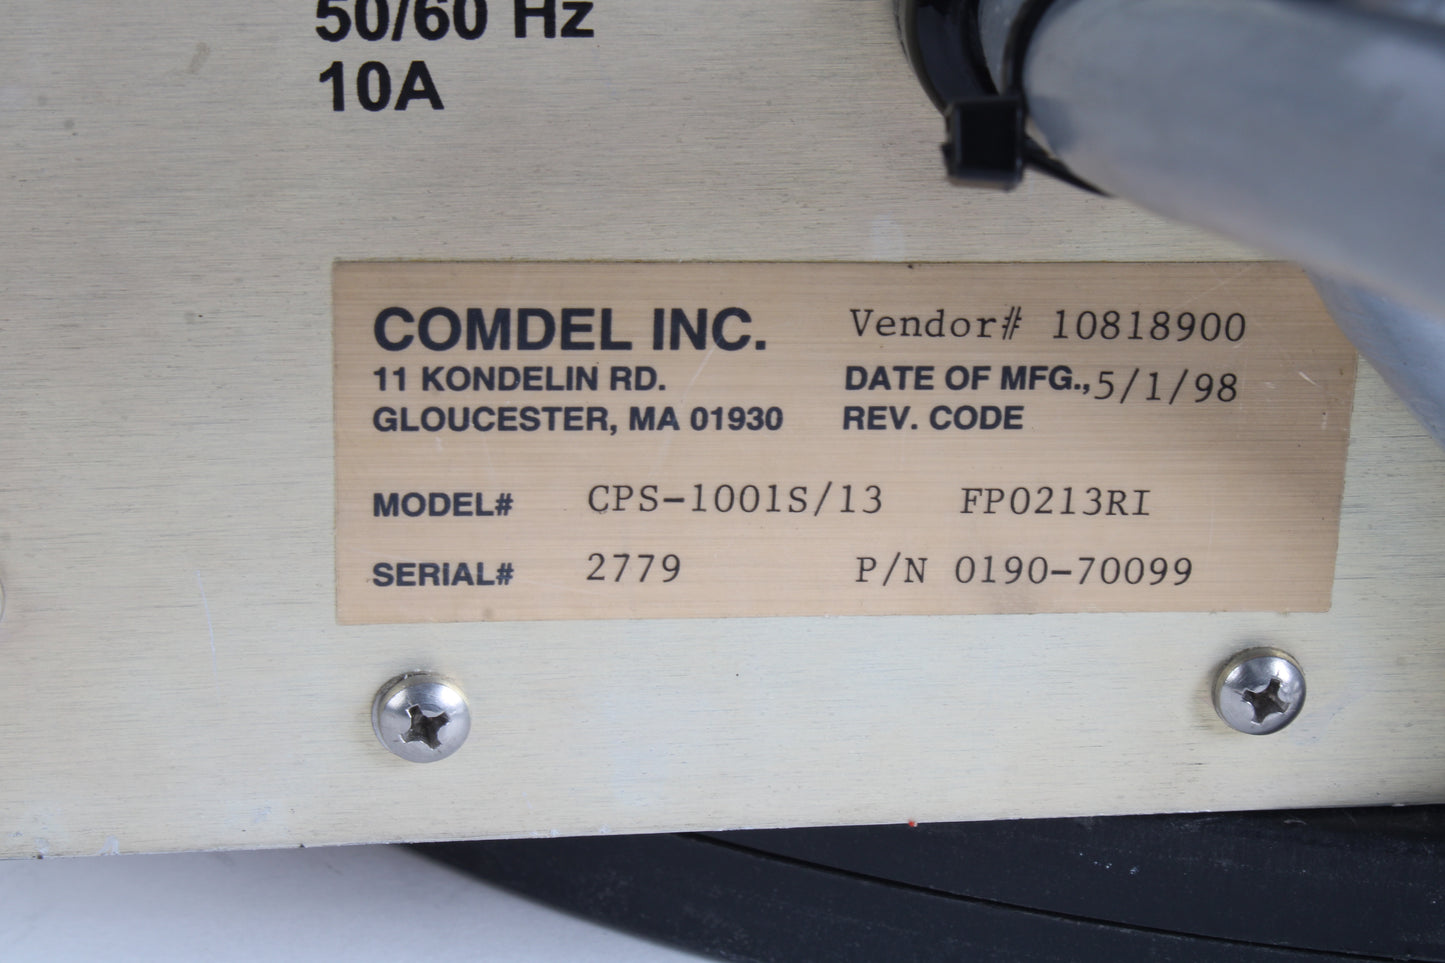 50/60 Hz
10A
COMDEL INC. Vendor# 10818900
11 KONDELIN RD. DATE OF MFG., 5/1/98
GLOUCESTER, MA 01930 REV. CODE
MODEL# CPS-1001S/13 FP0213RI
SERIAL# 2779 P/N 0190-70099